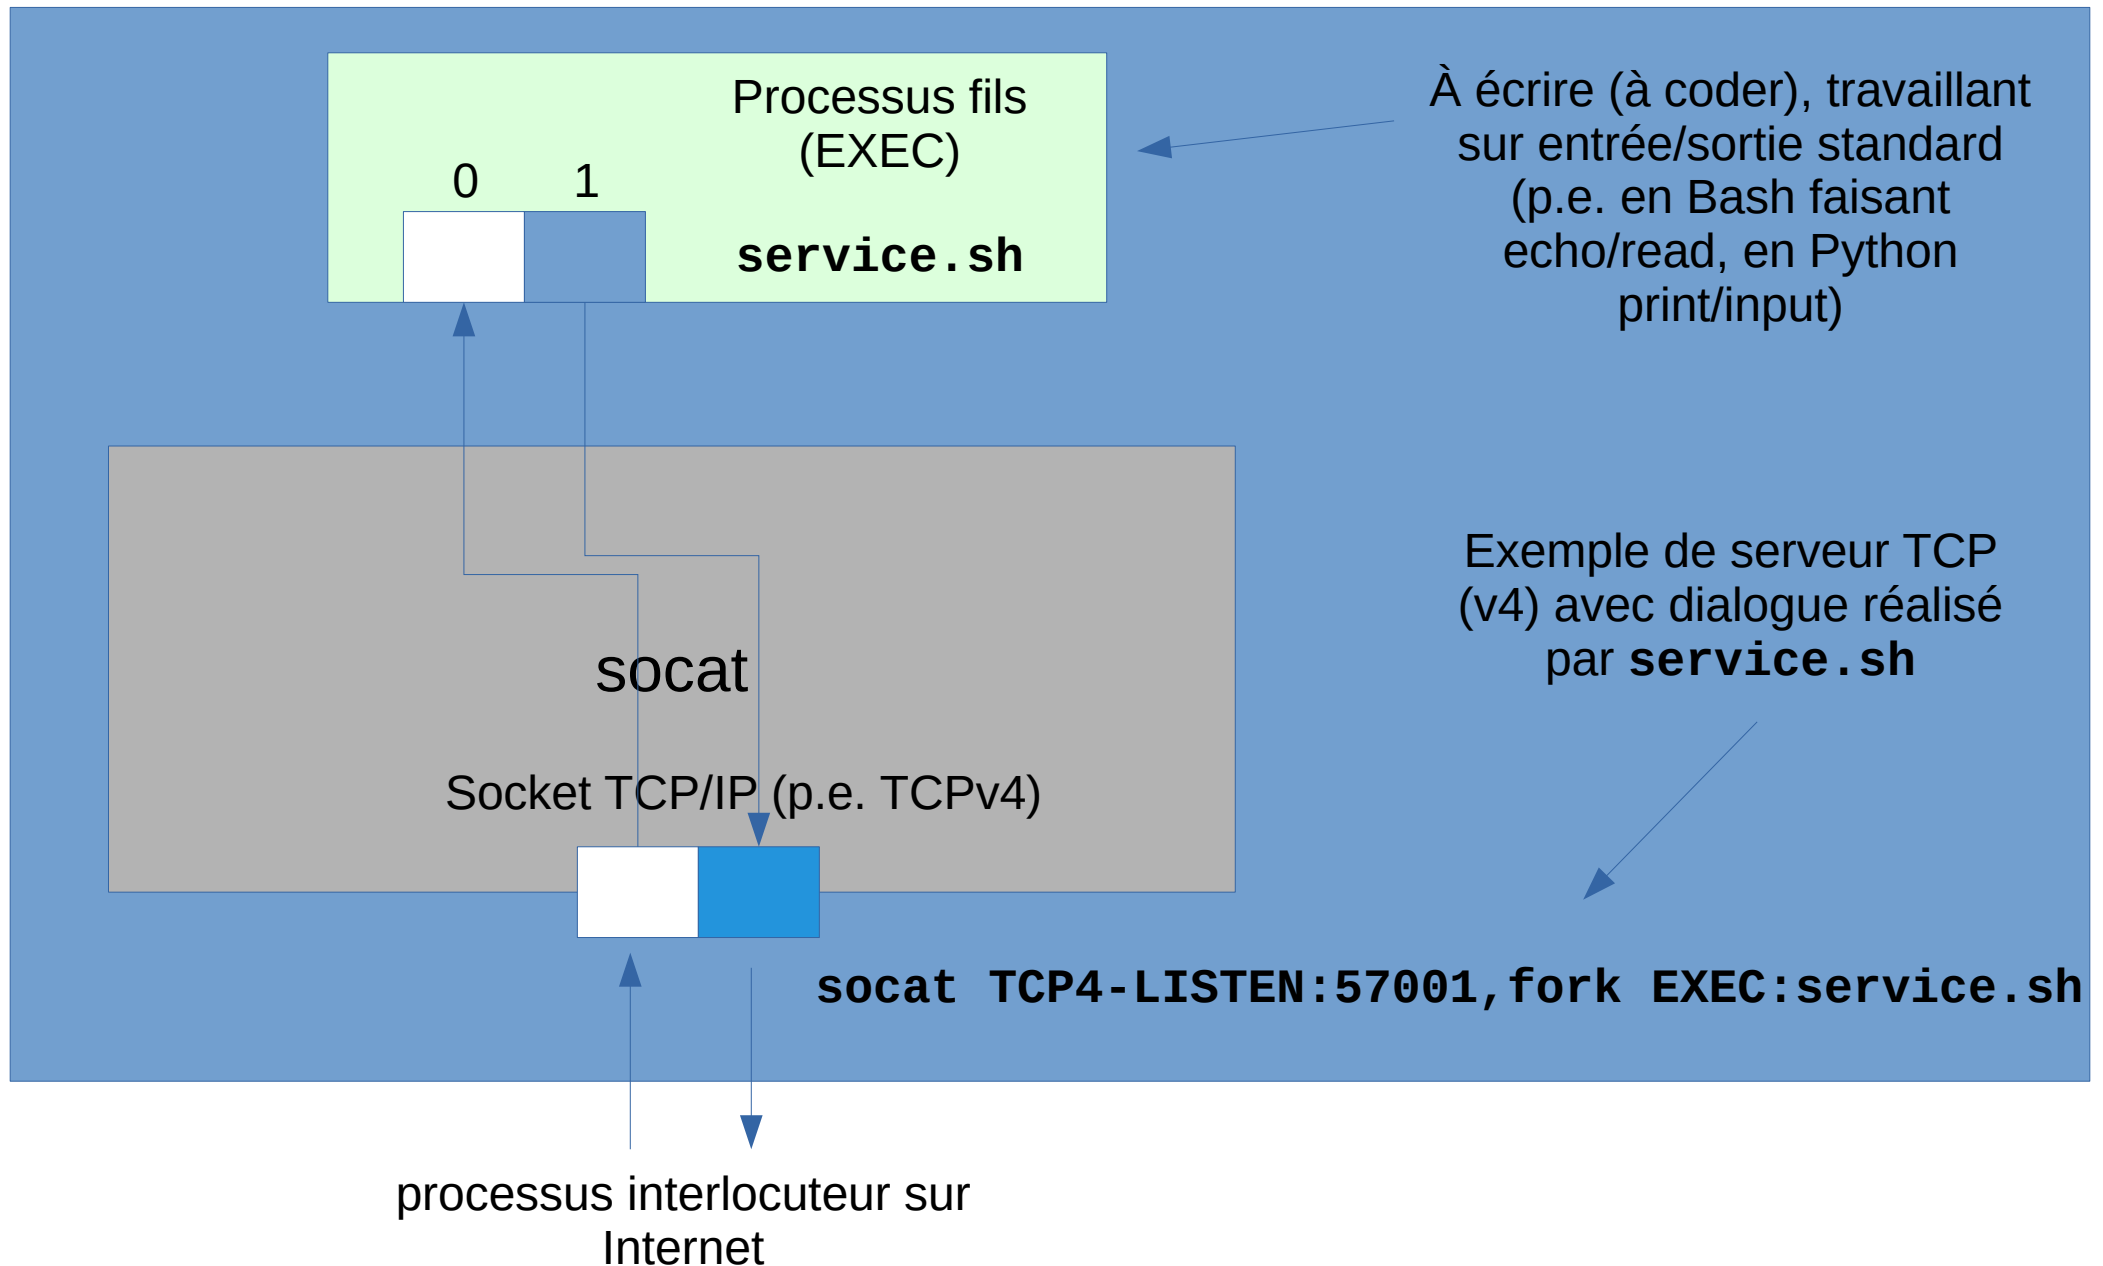 Processus fils
(EXEC)
0 1
service.sh
À écrire (à coder), travaillant
sur entrée/sortie standard
(p.e. en Bash faisant
echo/read, en Python
print/input)
socat
Socket TCP/IP (p.e. TCPv4)
Exemple de serveur TCP
(v4) avec dialogue réalisé
par service.sh
socat TCP4-LISTEN:57001,fork EXEC:service.sh
processus interlocuteur sur
Internet